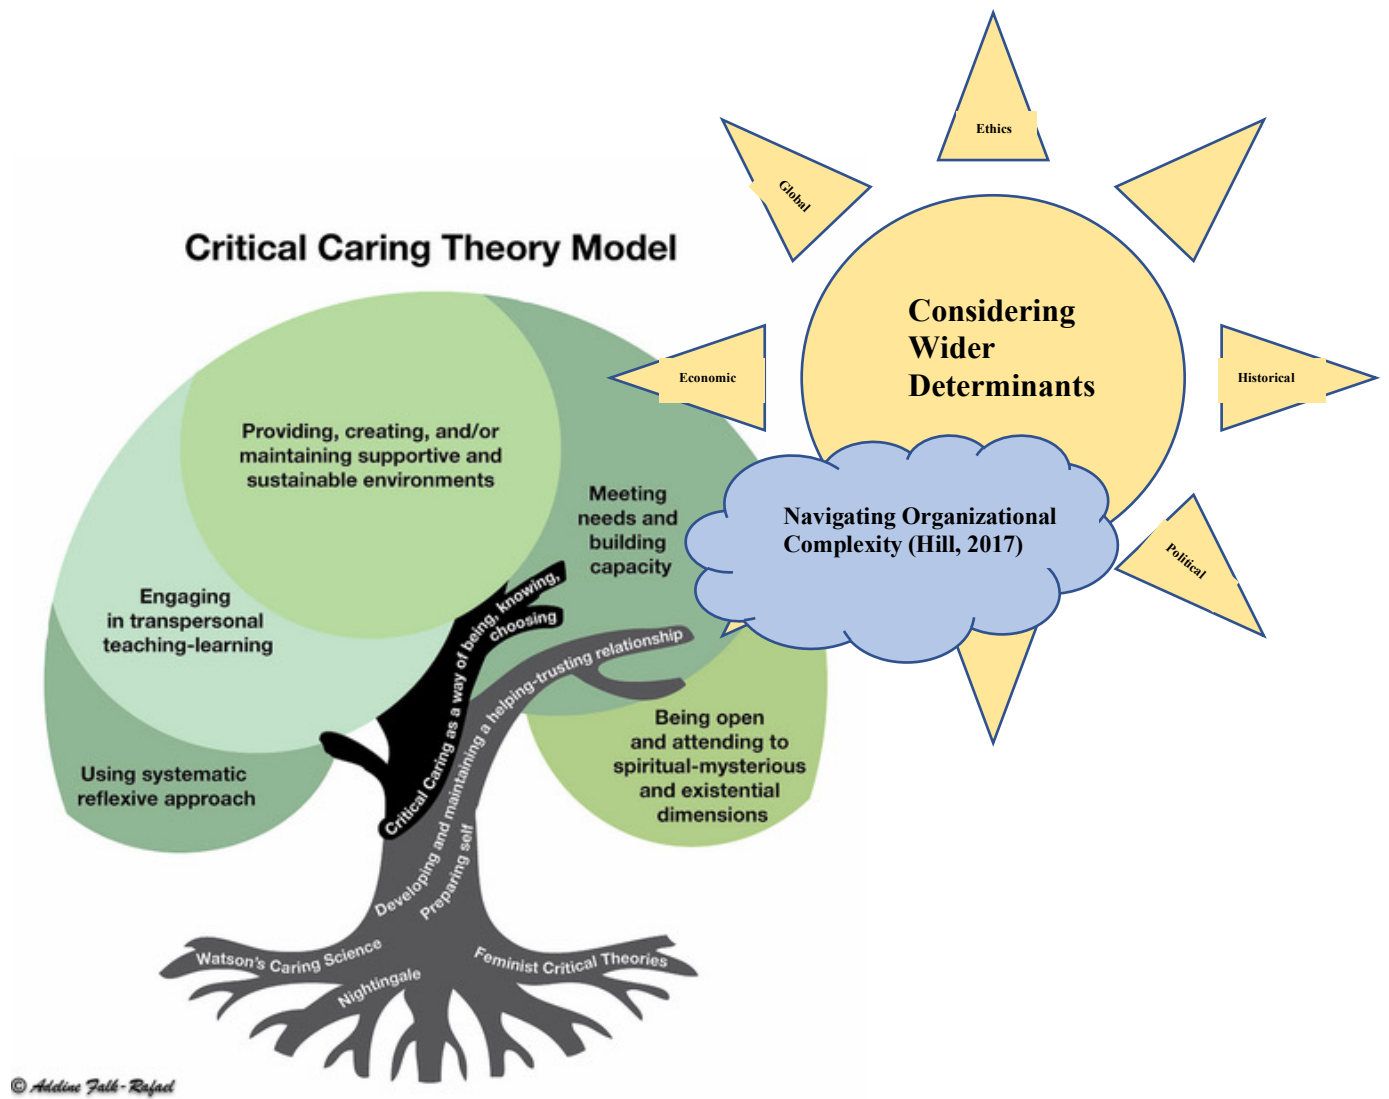 Critical Caring Theory Model
Ethics
Global
Economic
Historical
Political
Considering
Wider
Determinants
Navigating Organizational
Complexity (Hill, 2017)
Providing, creating, and/or
maintaining supportive and
sustainable environments
Meeting
needs and
building
capacity
Engaging
in transpersonal
teaching-learning
Using systematic
reflexive approach
Being open
and attending to
spiritual-mysterious
and existential
dimensions
Critical Caring as a way of being, knowing,
choosing
Developing and maintaining a helping-trusting relationship
Preparing self
Watson's Caring Science
Nightingale
Feminist Critical Theories
© Adeline Falk-Rafael